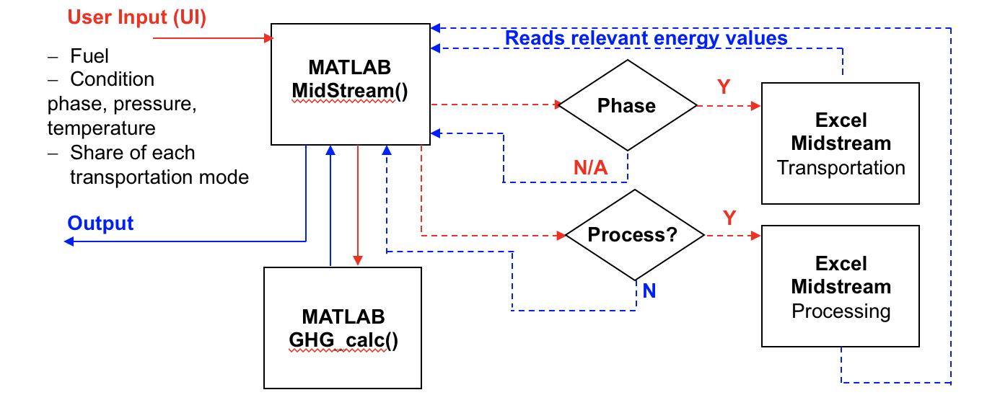 User Input (UI)
– Fuel
– Condition
phase, pressure,
temperature
– Share of each
transportation mode
Output
MATLAB
MidStream()
MATLAB
GHG_calc()
Reads relevant energy values
Phase
Y
N/A
Excel
Midstream
Transportation
Process?
Y
N
Excel
Midstream
Processing